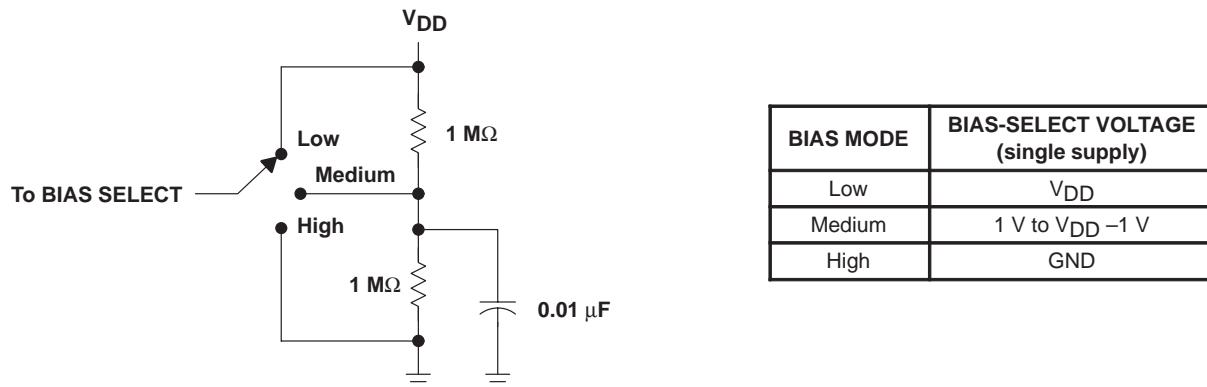 VDD
Low
1 MΩ
Medium
To BIAS SELECT
High
1 MΩ
0.01 μF
BIAS MODE BIAS-SELECT VOLTAGE
(single supply)
Low VDD
Medium 1 V to VDD –1 V
High GND